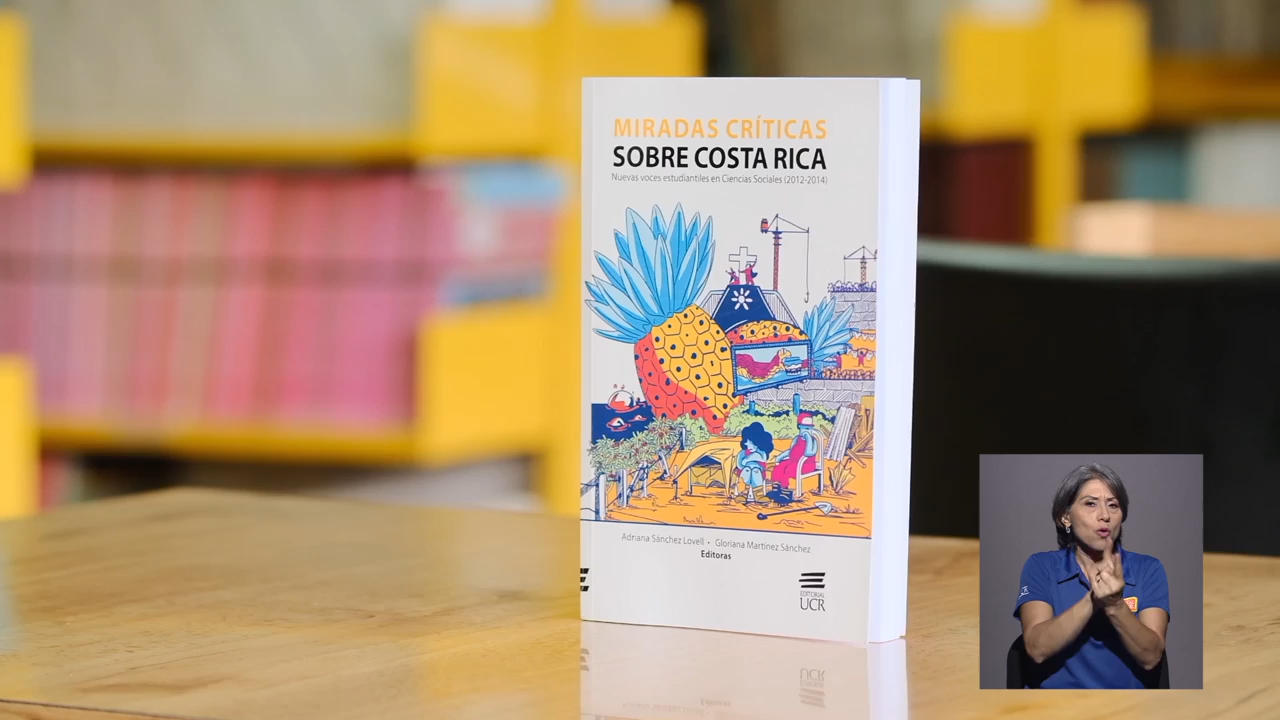 MIRADAS CRÍTICAS
SOBRE COSTA RICA
Nuevas voces estudiantiles en Ciencias Sociales (2012-2014)
Adriana Sánchez Lovell • Gloriana Martínez Sánchez
Editoras
EDITORIAL
UCR